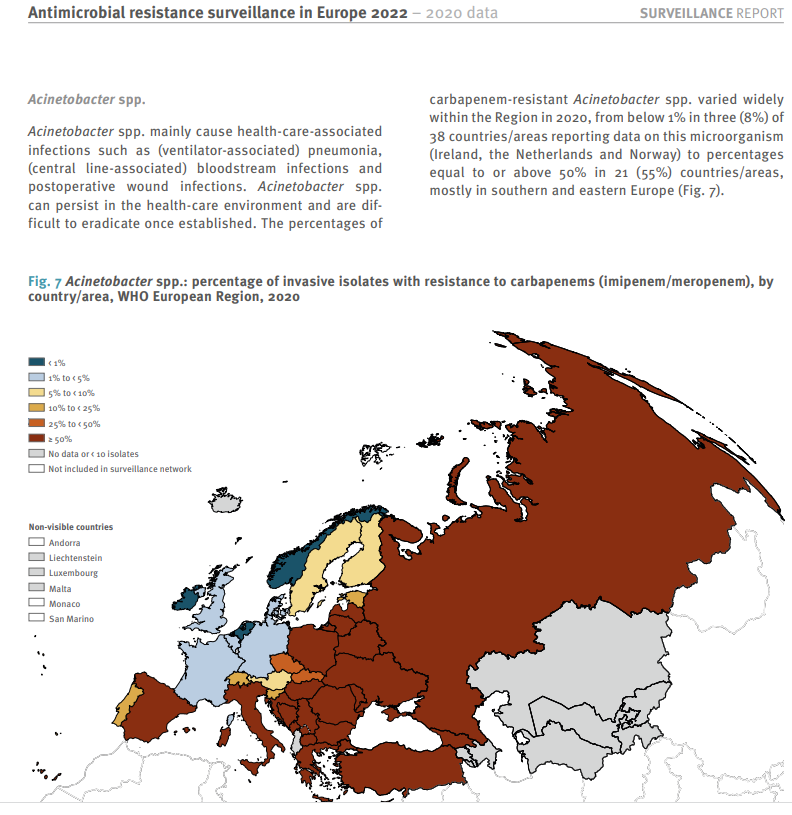 Antimicrobial resistance surveillance in Europe 2022 – 2020 data
SURVEILLANCE REPORT
Acinetobacter spp.
Acinetobacter spp. mainly cause health-care-associated
infections such as (ventilator-associated) pneumonia,
(central line-associated) bloodstream infections and
postoperative wound infections. Acinetobacter spp.
can persist in the health-care environment and are dif-
ficult to eradicate once established. The percentages of
carbapenem-resistant Acinetobacter spp. varied widely
within the Region in 2020, from below 1% in three (8%) of
38 countries/areas reporting data on this microorganism
(Ireland, the Netherlands and Norway) to percentages
equal to or above 50% in 21 (55%) countries/areas,
mostly in southern and eastern Europe (Fig. 7).
Fig. 7 Acinetobacter spp.: percentage of invasive isolates with resistance to carbapenems (imipenem/meropenem), by
country/area, WHO European Region, 2020
< 1%
1% to < 5%
5% to < 10%
10% to < 25%
25% to < 50%
≥ 50%
No data or < 10 isolates
Not included in surveillance network
Non-visible countries
Andorra
Liechtenstein
Luxembourg
Malta
Monaco
San Marino